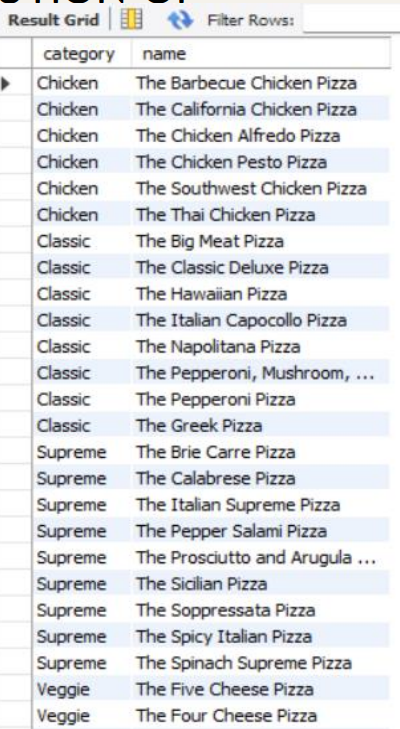 Result Grid Filter Rows:
category name
Chicken The Barbecue Chicken Pizza
Chicken The California Chicken Pizza
Chicken The Chicken Alfredo Pizza
Chicken The Chicken Pesto Pizza
Chicken The Southwest Chicken Pizza
Chicken The Thai Chicken Pizza
Classic The Big Meat Pizza
Classic The Classic Deluxe Pizza
Classic The Hawaiian Pizza
Classic The Italian Capocollo Pizza
Classic The Napolitana Pizza
Classic The Pepperoni, Mushroom, ...
Classic The Pepperoni Pizza
Classic The Greek Pizza
Supreme The Brie Carre Pizza
Supreme The Calabrese Pizza
Supreme The Italian Supreme Pizza
Supreme The Pepper Salami Pizza
Supreme The Prosciutto and Arugula ...
Supreme The Sicilian Pizza
Supreme The Soppressata Pizza
Supreme The Spicy Italian Pizza
Supreme The Spinach Supreme Pizza
Veggie The Five Cheese Pizza
Veggie The Four Cheese Pizza